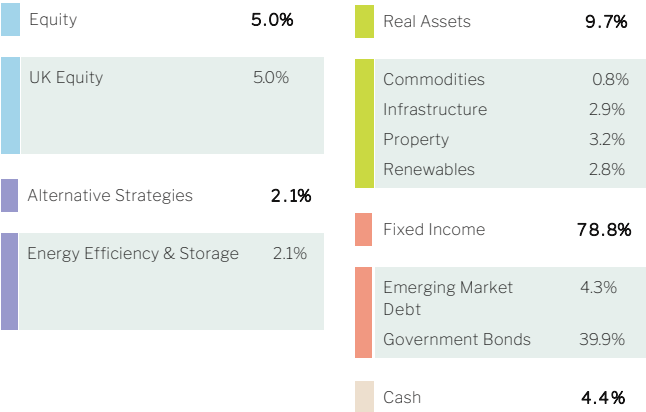 Equity 5.0%
UK Equity 5.0%
Alternative Strategies 2.1%
Energy Efficiency & Storage 2.1%
Real Assets 9.7%
Commodities 0.8%
Infrastructure 2.9%
Property 3.2%
Renewables 2.8%
Fixed Income 78.8%
Emerging Market 4.3%
Debt
Government Bonds 39.9%
Cash 4.4%